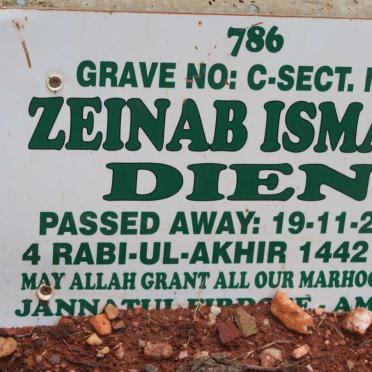 786
GRAVE NO: C-SECT.
ZEINAB ISMA
DIEN
PASSED AWAY: 19-11-2
4 RABI-UL-AKHIR 1442
MAY ALLAH GRANT ALL OUR MARHOO
JANNATUL FIRDOSE - AM